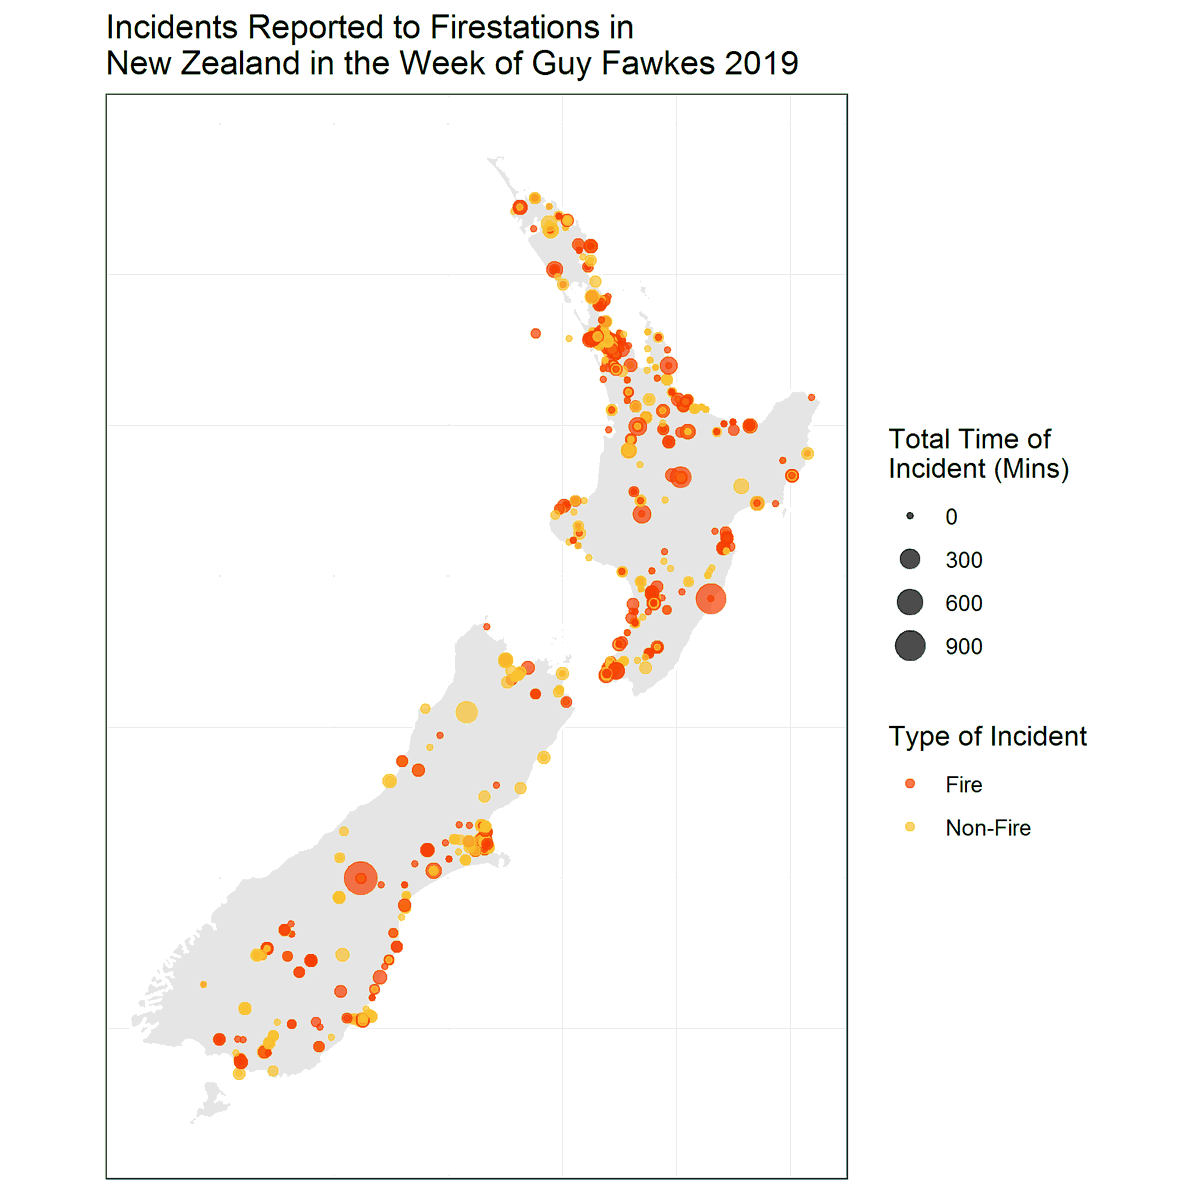 Incidents Reported to Firestations in
New Zealand in the Week of Guy Fawkes 2019
Total Time of
Incident (Mins)
0
300
600
900
Type of Incident
Fire
Non-Fire